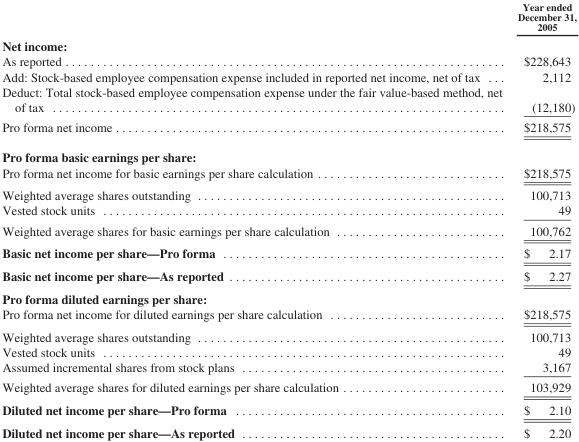 Year ended
December 31,
2005
Net income:
As reported $228,643
Add: Stock-based employee compensation expense included in reported net income, net of tax 2,112
Deduct: Total stock-based employee compensation expense under the fair value-based method, net
of tax (12,180)
Pro forma net income $218,575
Pro forma basic earnings per share:
Pro forma net income for basic earnings per share calculation $218,575
Weighted average shares outstanding 100,713
Vested stock units 49
Weighted average shares for basic earnings per share calculation 100,762
Basic net income per share—Pro forma $ 2.17
Basic net income per share—As reported $ 2.27
Pro forma diluted earnings per share:
Pro forma net income for diluted earnings per share calculation $218,575
Weighted average shares outstanding 100,713
Vested stock units 49
Assumed incremental shares from stock plans 3,167
Weighted average shares for diluted earnings per share calculation 103,929
Diluted net income per share—Pro forma $ 2.10
Diluted net income per share—As reported $ 2.20